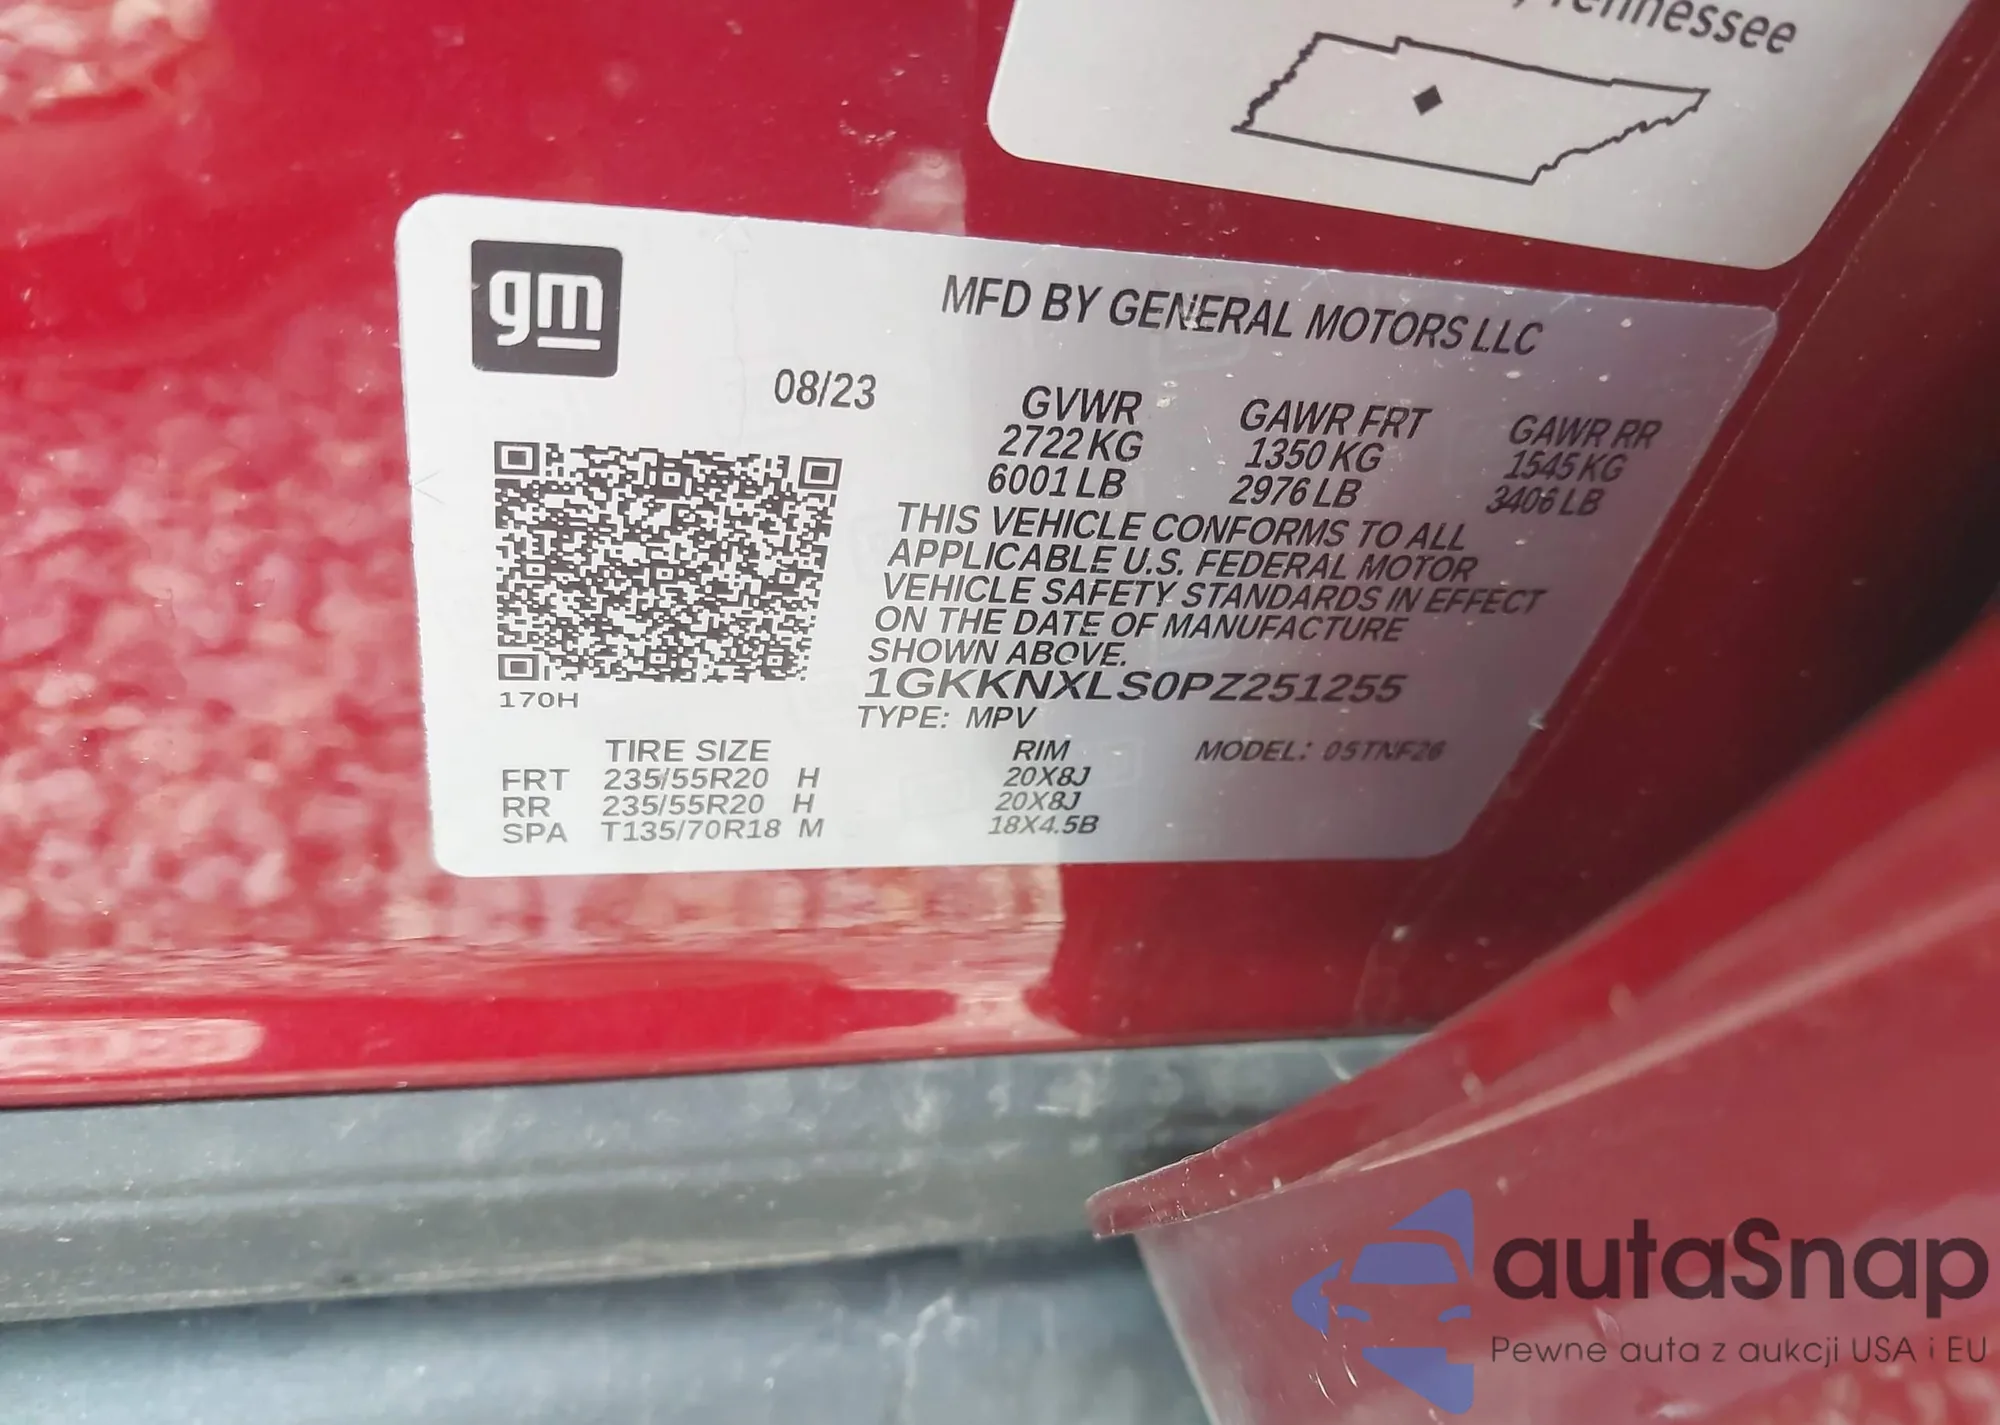 , Tennessee
gm
MFD BY GENERAL MOTORS LLC
08/23
GVWR GAWR FRT GAWR RR
2722 KG 1350 KG 1545 KG
6001 LB 2976 LB 3406 LB
THIS VEHICLE CONFORMS TO ALL
APPLICABLE U.S. FEDERAL MOTOR
VEHICLE SAFETY STANDARDS IN EFFECT
ON THE DATE OF MANUFACTURE
SHOWN ABOVE.
170H
1GKKNXLS0PZ251255
TYPE: MPV
TIRE SIZE RIM MODEL: 05TNF26
FRT 235/55R20 H 20X8J
RR 235/55R20 H 20X8J
SPA T135/70R18 M 18X4.5B
autaSnap
Pewne auta z aukcji USA i EU